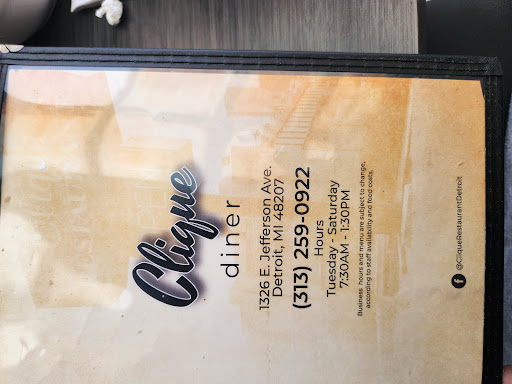 Clique
diner
1326 E. Jefferson Ave.
Detroit, MI 48207
(313) 259-0922
Hours
Tuesday - Saturday
7:30AM - 1:30PM
Business hours and menu are subject to change,
according to staff availability and food costs.
@CliqueRestaurantDetroit